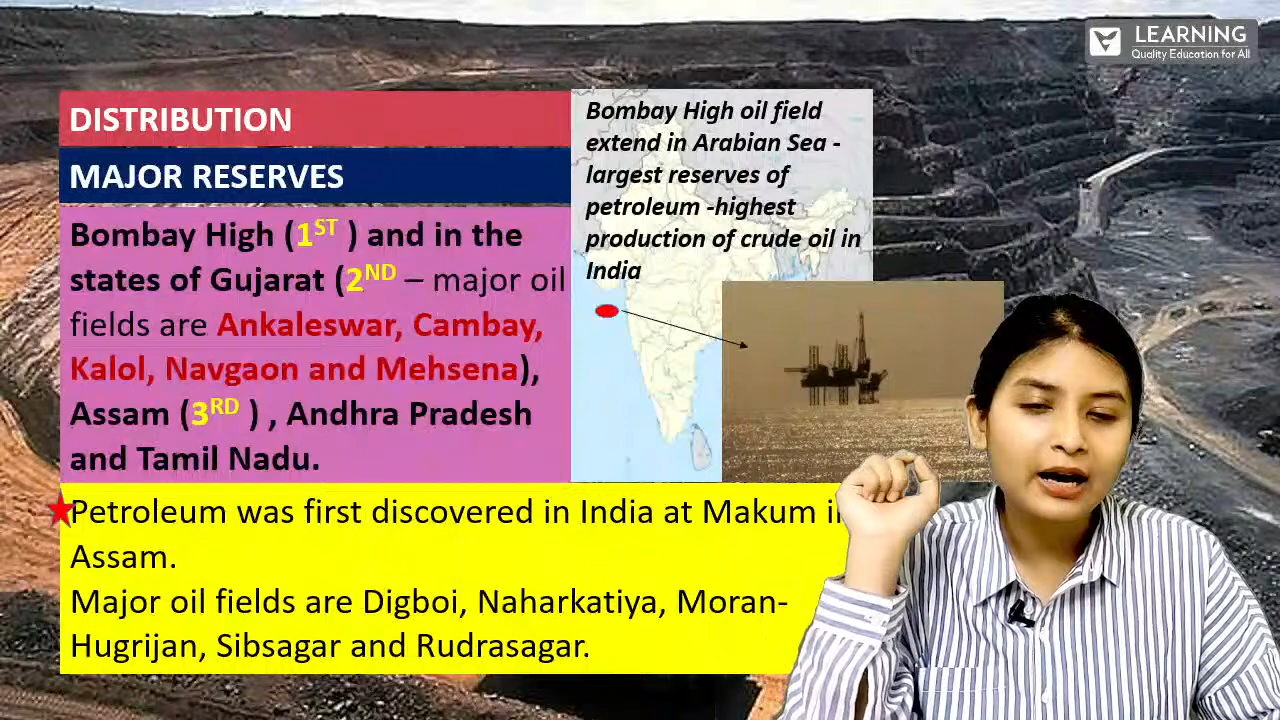 LEARNING
Quality Education for All
DISTRIBUTION
MAJOR RESERVES
Bombay High (1ST ) and in the
states of Gujarat (2ND – major oil
fields are Ankaleswar, Cambay,
Kalol, Navgaon and Mehsena),
Assam (3RD ) , Andhra Pradesh
and Tamil Nadu.
Bombay High oil field
extend in Arabian Sea -
largest reserves of
petroleum -highest
production of crude oil in
India
Petroleum was first discovered in India at Makum
Assam.
Major oil fields are Digboi, Naharkatiya, Moran-
Hugrijan, Sibsagar and Rudrasagar.